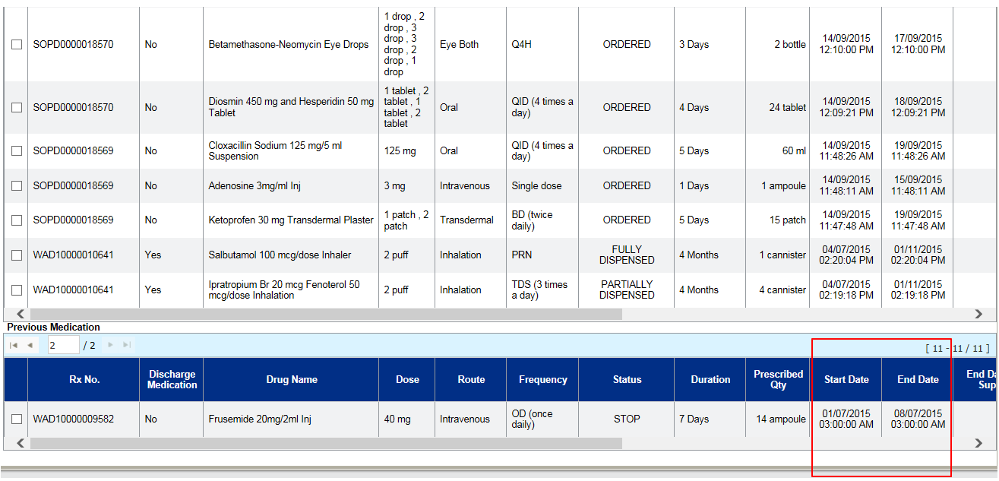 SOPD0000018570 No Betamethasone-Neomycin Eye Drops 1 drop , 2 drop , 3 drop , 3 drop , 2 drop , 1 drop Eye Both Q4H ORDERED 3 Days 2 bottle 14/09/2015 12:10:00 PM 17/09/2015 12:10:00 PM
SOPD0000018570 No Diosmin 450 mg and Hesperidin 50 mg Tablet 1 tablet , 2 tablet , 1 tablet , 2 tablet Oral QID (4 times a day) ORDERED 4 Days 24 tablet 14/09/2015 12:09:21 PM 18/09/2015 12:09:21 PM
SOPD0000018569 No Cloxacillin Sodium 125 mg/5 ml Suspension 125 mg Oral QID (4 times a day) ORDERED 5 Days 60 ml 14/09/2015 11:48:26 AM 19/09/2015 11:48:26 AM
SOPD0000018569 No Adenosine 3mg/ml Inj 3 mg Intravenous Single dose ORDERED 1 Days 1 ampoule 14/09/2015 11:48:11 AM 15/09/2015 11:48:11 AM
SOPD0000018569 No Ketoprofen 30 mg Transdermal Plaster 1 patch , 2 patch Transdermal BD (twice daily) ORDERED 5 Days 15 patch 14/09/2015 11:47:48 AM 19/09/2015 11:47:48 AM
WAD10000010641 Yes Salbutamol 100 mcg/dose Inhaler 2 puff Inhalation PRN FULLY DISPENSED 4 Months 1 cannister 04/07/2015 02:20:04 PM 01/11/2015 02:20:04 PM
WAD10000010641 Yes Ipratropium Br 20 mcg Fenoterol 50 mcg/dose Inhalation 2 puff Inhalation TDS (3 times a day) PARTIALLY DISPENSED 4 Months 4 cannister 04/07/2015 02:19:18 PM 01/11/2015 02:19:18 PM
Previous Medication
2 / 2 [ 11 - 11 / 11 ]
Rx No. Discharge Medication Drug Name Dose Route Frequency Status Duration Prescribed Qty Start Date End Date End Da Sup
WAD10000009582 No Frusemide 20mg/2ml Inj 40 mg Intravenous OD (once daily) STOP 7 Days 14 ampoule 01/07/2015 03:00:00 AM 08/07/2015 03:00:00 AM